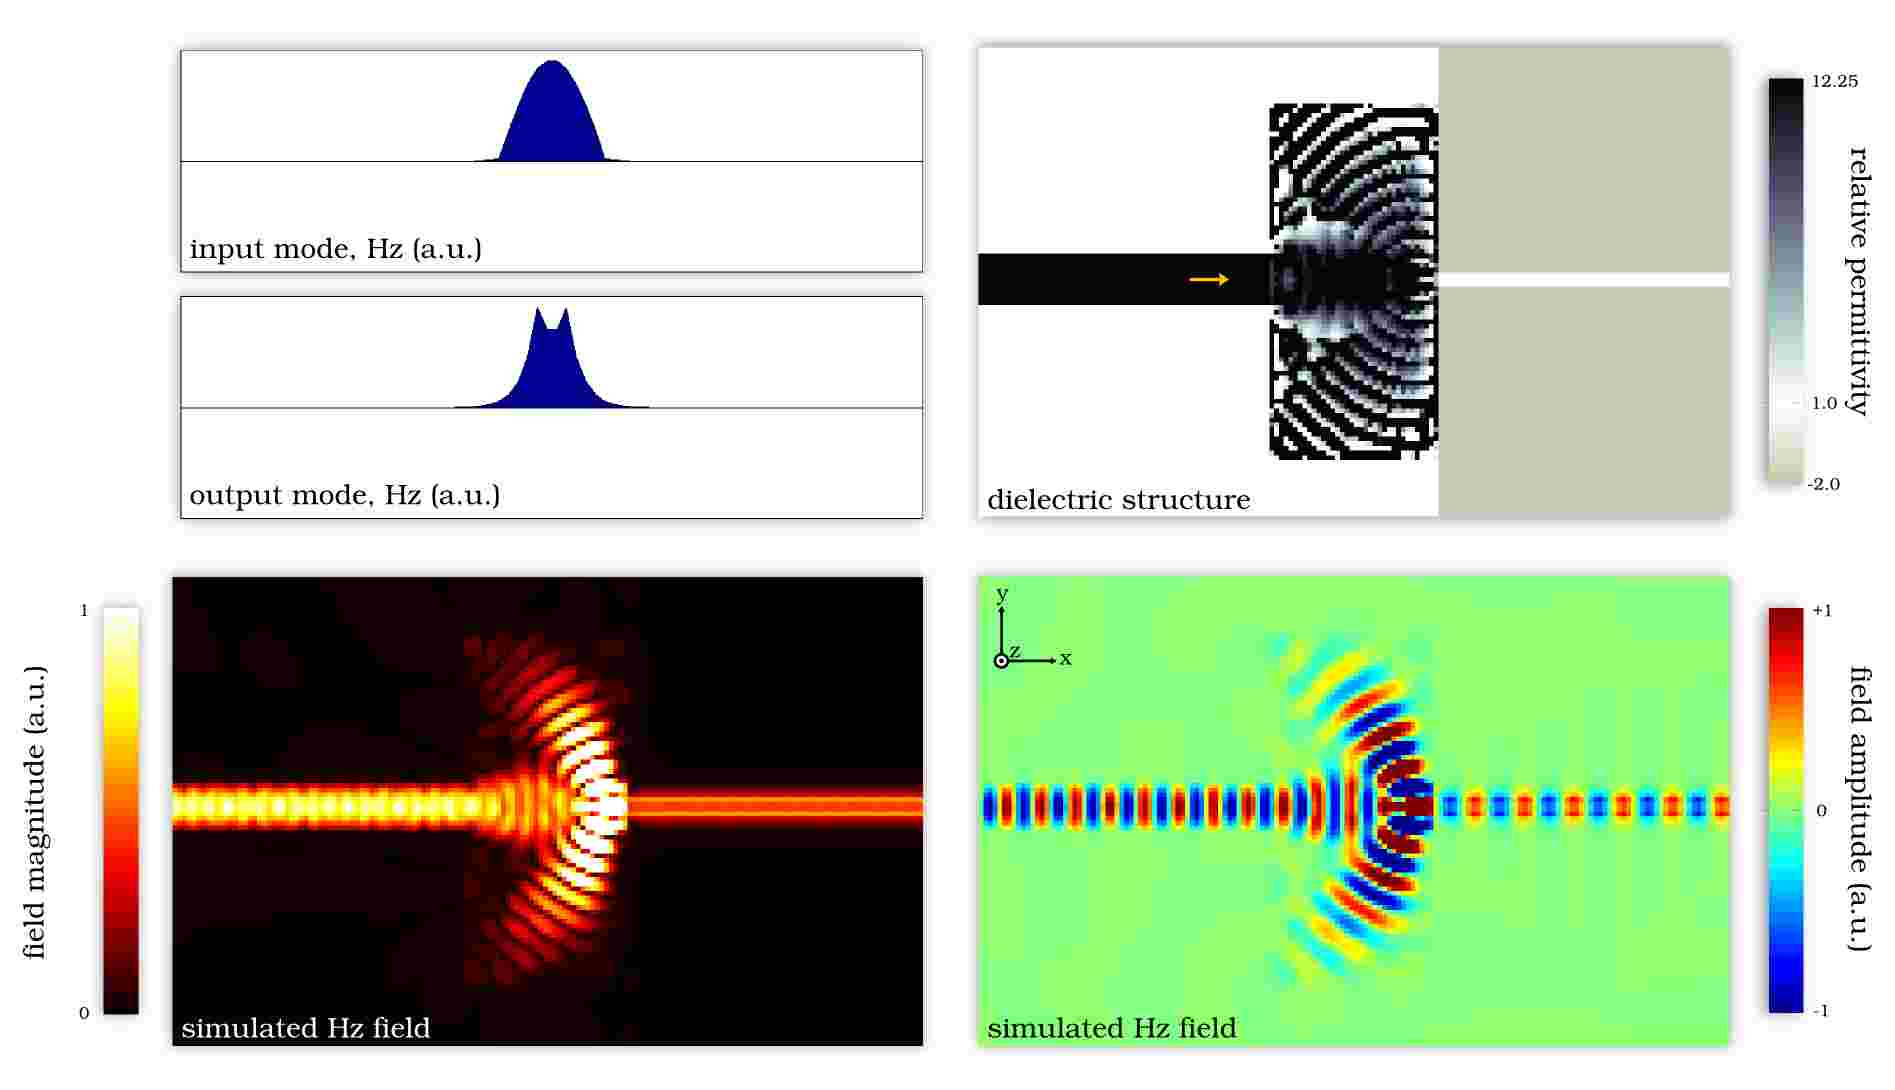 input mode, Hz (a.u.)
output mode, Hz (a.u.)
dielectric structure
12.25
1.0
-2.0
relative permittivity
1
0
field magnitude (a.u.)
simulated Hz field
y
z
x
simulated Hz field
+1
0
-1
field amplitude (a.u.)